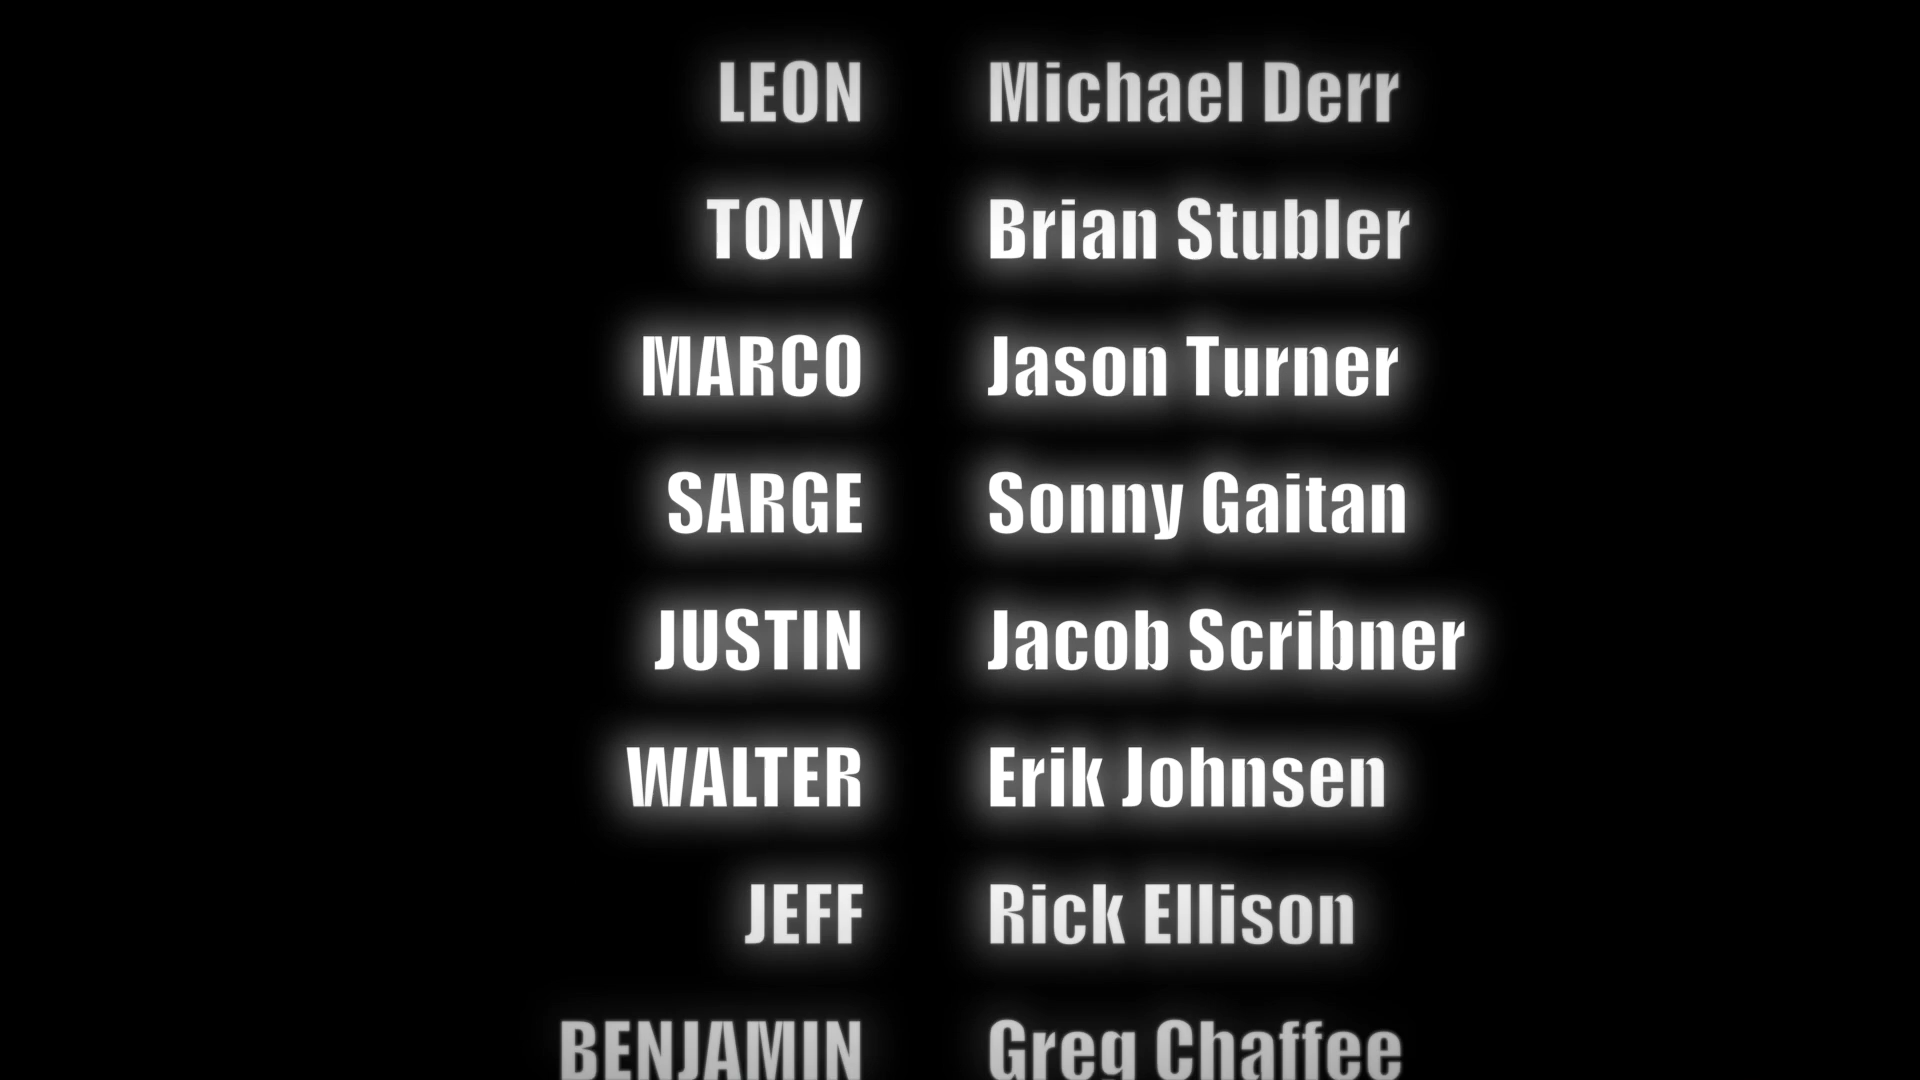 LEON Michael Derr
TONY Brian Stubler
MARCO Jason Turner
SARGE Sonny Gaitan
JUSTIN Jacob Scribner
WALTER Erik Johnsen
JEFF Rick Ellison
BENJAMIN Greg Chaffee